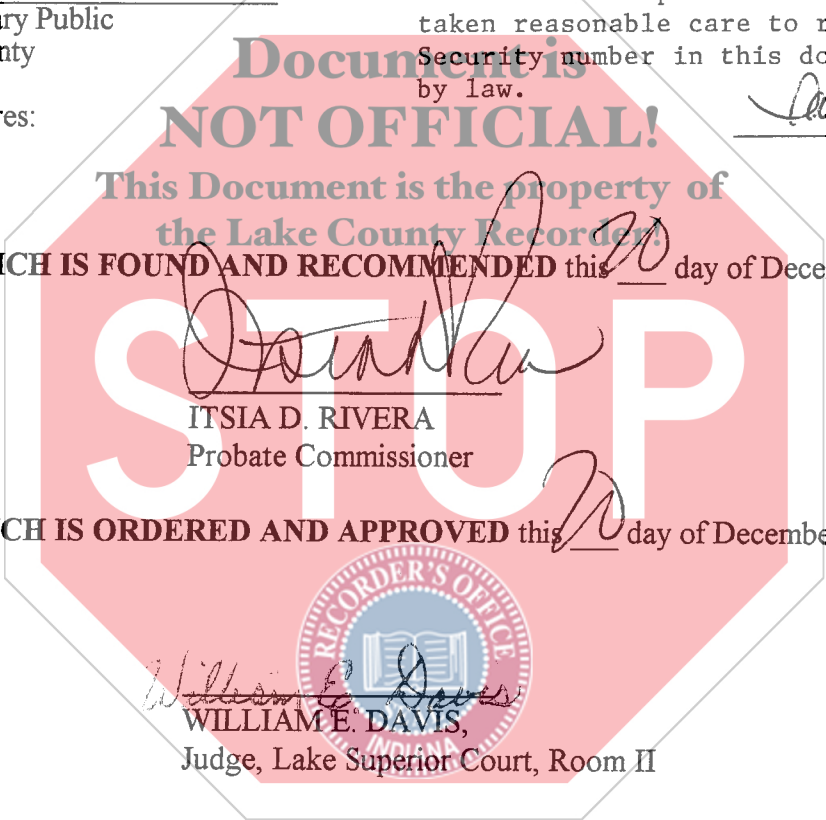 ry Public
nty
taken reasonable care to r
Security number in this do
by law.
res:
Document is
NOT OFFICIAL!
This Document is the property of
the Lake County Recorder!
ICH IS FOUND AND RECOMMENDED this 20 day of Dece
ITSIA D. RIVERA
Probate Commissioner
STOP
CH IS ORDERED AND APPROVED this 20 day of Decembe
RECORDER'S OFFICE
INDIANA
William E. Davis
WILLIAM E. DAVIS,
Judge, Lake Superior Court, Room II